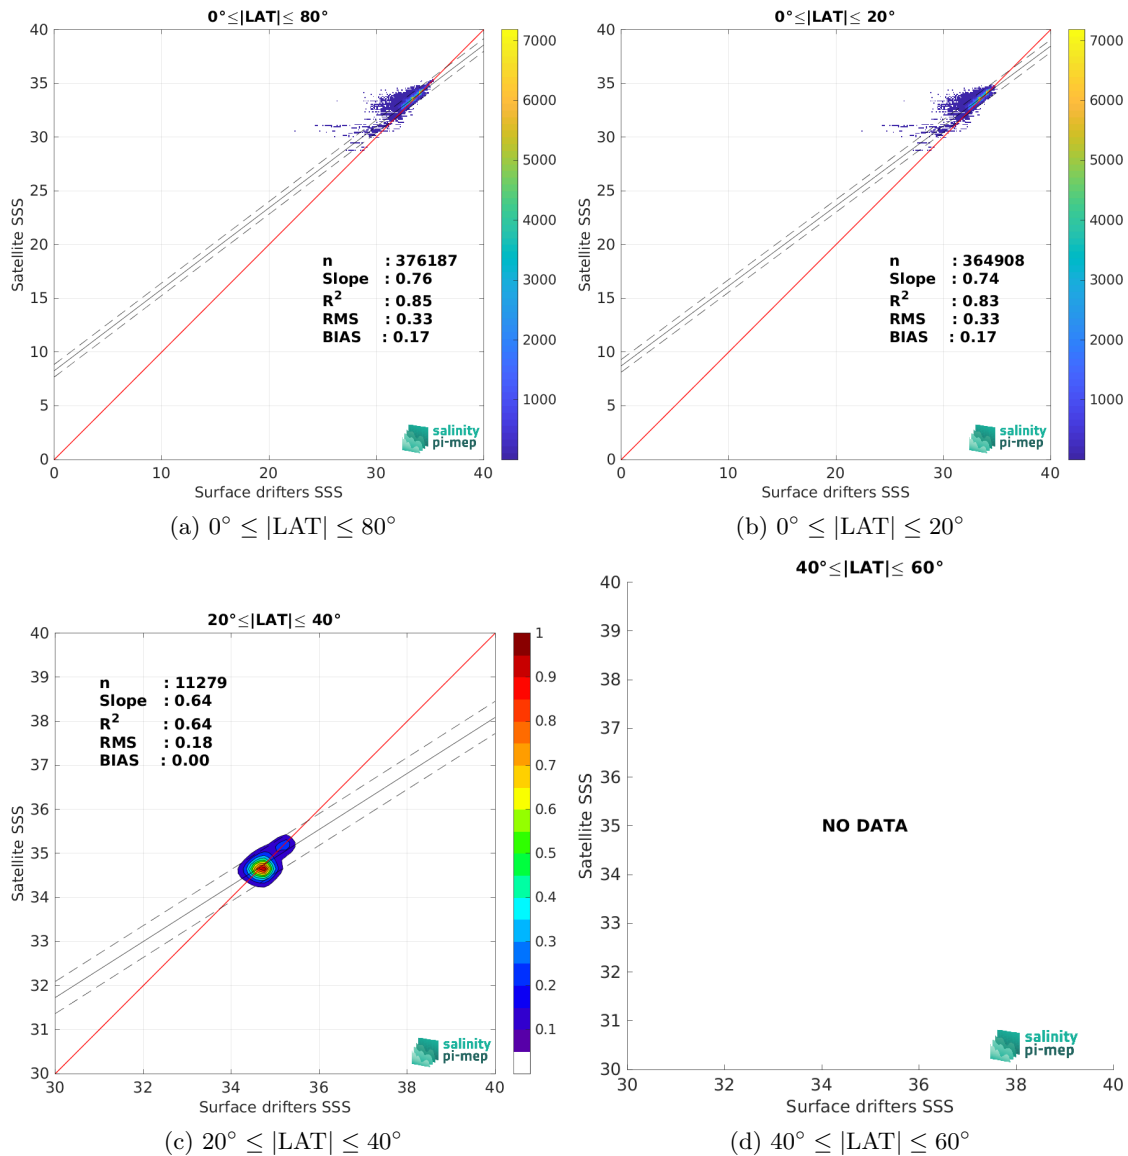 0°≤|LAT|≤ 80°
40
35
30
25
20
15
10
5
0
0
10
20
30
40
Satellite SSS
Surface drifters SSS
n : 376187
Slope : 0.76
R² : 0.85
RMS : 0.33
BIAS : 0.17
salinity
pi-mep
7000
6000
5000
4000
3000
2000
1000
(a) 0° ≤ |LAT| ≤ 80°
0°≤|LAT|≤ 20°
40
35
30
25
20
15
10
5
0
0
10
20
30
40
Satellite SSS
Surface drifters SSS
n : 364908
Slope : 0.74
R² : 0.83
RMS : 0.33
BIAS : 0.17
salinity
pi-mep
7000
6000
5000
4000
3000
2000
1000
(b) 0° ≤ |LAT| ≤ 20°
20°≤|LAT|≤ 40°
40
39
38
37
36
35
34
33
32
31
30
30
32
34
36
38
40
Satellite SSS
Surface drifters SSS
n : 11279
Slope : 0.64
R² : 0.64
RMS : 0.18
BIAS : 0.00
salinity
pi-mep
1
0.9
0.8
0.7
0.6
0.5
0.4
0.3
0.2
0.1
(c) 20° ≤ |LAT| ≤ 40°
40°≤|LAT|≤ 60°
40
39
38
37
36
35
34
33
32
31
30
30
32
34
36
38
40
Satellite SSS
Surface drifters SSS
NO DATA
salinity
pi-mep
(d) 40° ≤ |LAT| ≤ 60°